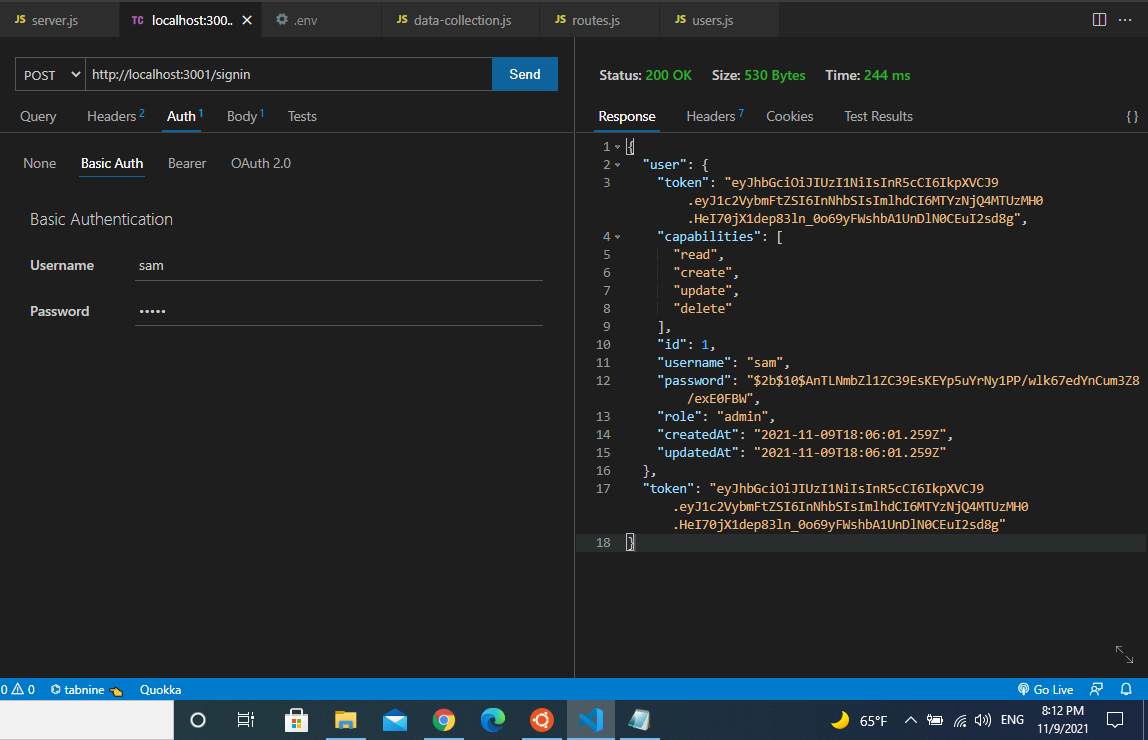 JS server.js TC localhost:300.. ✕ .env JS data-collection.js JS routes.js JS users.js ···
POST http://localhost:3001/signin Send
Status: 200 OK Size: 530 Bytes Time: 244 ms
Query Headers 2 Auth 1 Body 1 Tests
Response Headers 7 Cookies Test Results { }
None Basic Auth Bearer OAuth 2.0
Basic Authentication
Username sam
Password •••••
1 {
2 "user": {
3 "token": "eyJhbGciOiJIUzI1NiIsInR5cCI6IkpXVCJ9
.eyJ1c2VybmFtZSI6InNhbSIsImlhdCI6MTYzNjQ4MTUzMH0
.HeI70jX1dep83ln_0o69yFWshbA1UnDlN0CEuI2sd8g",
4 "capabilities": [
5 "read",
6 "create",
7 "update",
8 "delete"
9 ],
10 "id": 1,
11 "username": "sam",
12 "password": "$2b$10$AnTLNmbZl1ZC39EsKEYp5uYrNy1PP/wlk67edYnCum3Z8
/exE0FBW",
13 "role": "admin",
14 "createdAt": "2021-11-09T18:06:01.259Z",
15 "updatedAt": "2021-11-09T18:06:01.259Z"
16 },
17 "token": "eyJhbGciOiJIUzI1NiIsInR5cCI6IkpXVCJ9
.eyJ1c2VybmFtZSI6InNhbSIsImlhdCI6MTYzNjQ4MTUzMH0
.HeI70jX1dep83ln_0o69yFWshbA1UnDlN0CEuI2sd8g"
18 }
0 0 tabnine Quokka Go Live
65°F ENG 8:12 PM
11/9/2021